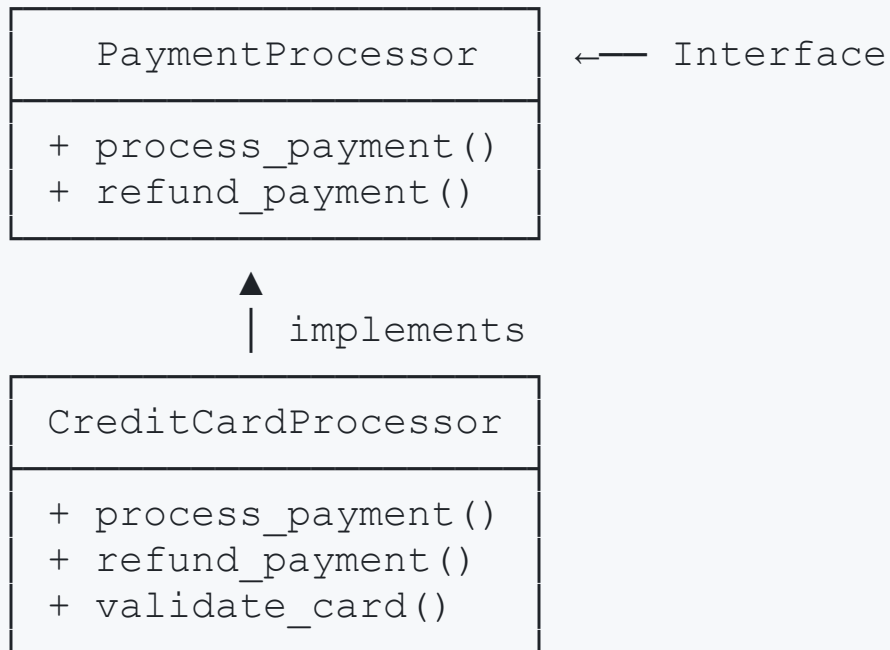 PaymentProcessor ←── Interface
+ process_payment()
+ refund_payment()
▲
│ implements
CreditCardProcessor
+ process_payment()
+ refund_payment()
+ validate_card()